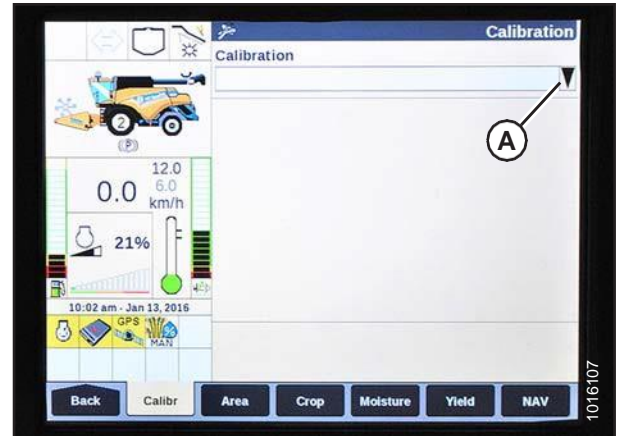 Calibration
Calibration
A
2
(P)
12.0
0.0 6.0
km/h
21%
10:02 am - Jan 13, 2016
GPS
MAN
Back Calibr Area Crop Moisture Yield NAV
1016107